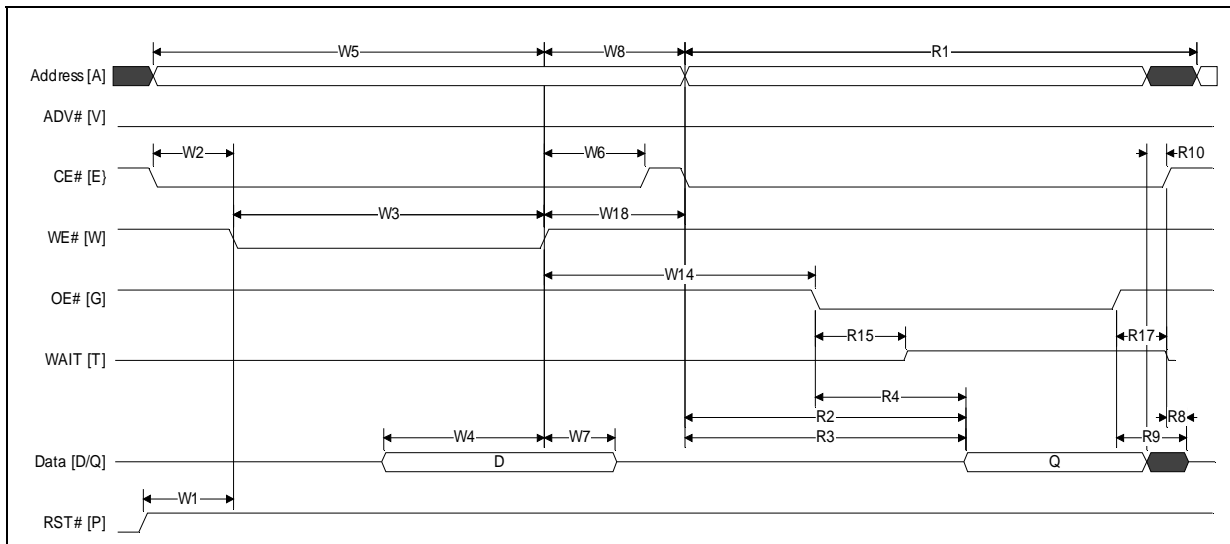 W5 W8 R1
Address [A]
ADV# [V]
W2 W6 R10
CE# [E}
W3 W18
WE# [W]
W14
OE# [G]
R15 R17
WAIT [T]
R4
R2 R8
R3 R9
W4 W7
Data [D/Q] D Q
W1
RST# [P]